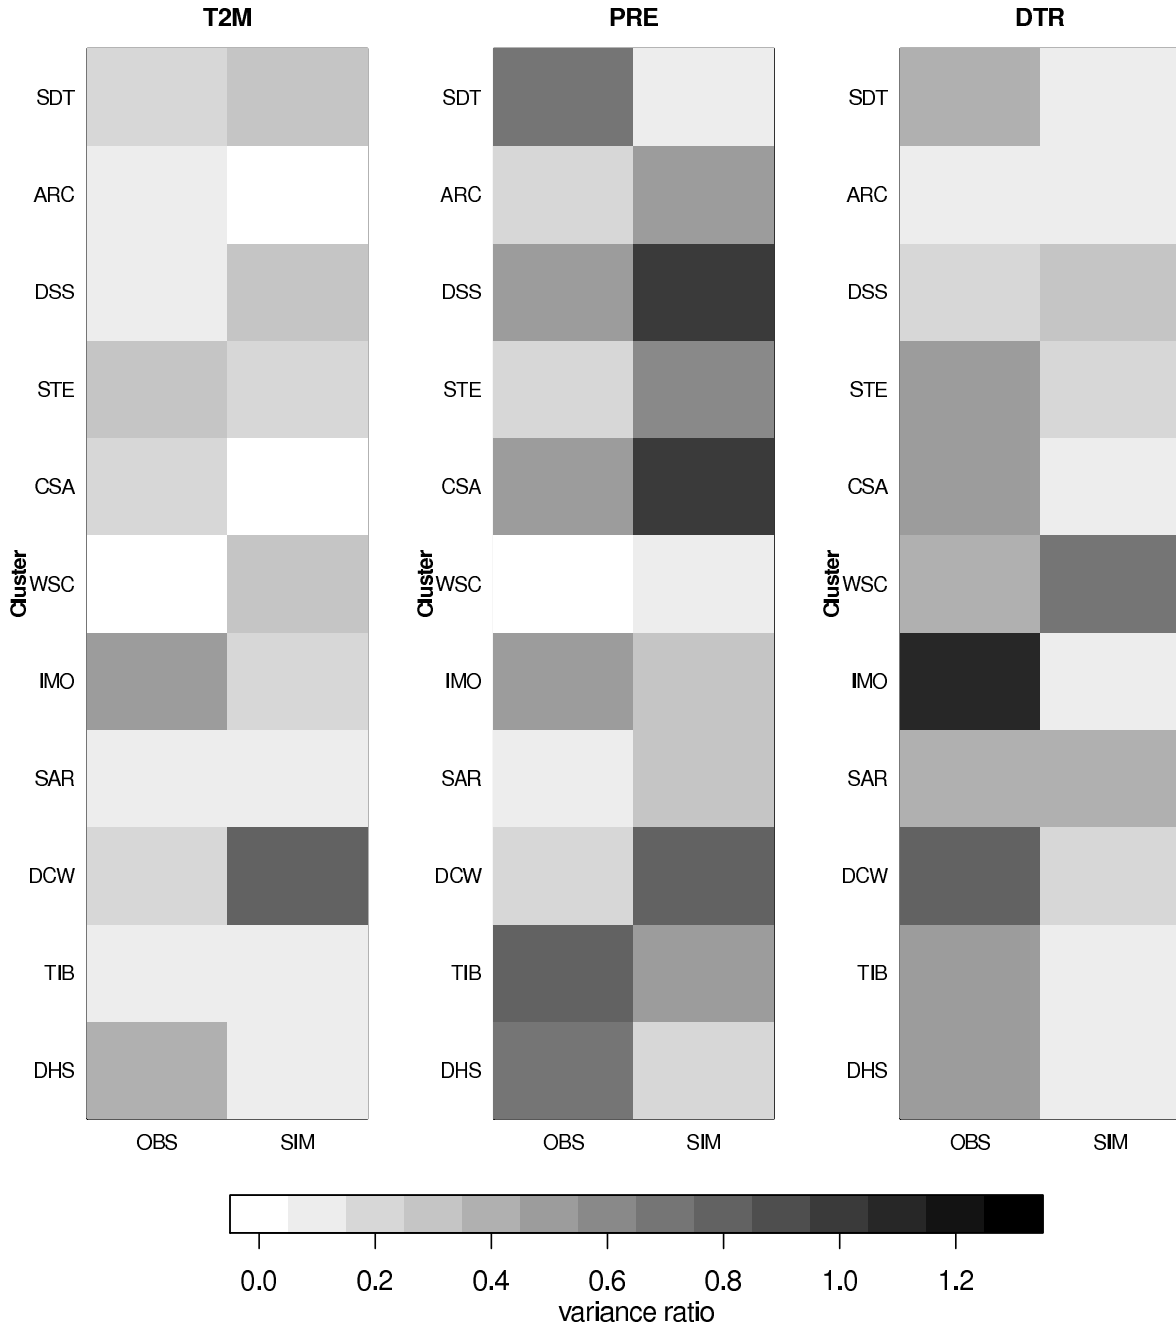 T2M PRE DTR
SDT SDT SDT
ARC ARC ARC
DSS DSS DSS
STE STE STE
CSA CSA CSA
Cluster Cluster Cluster
WSC WSC WSC
IMO IMO IMO
SAR SAR SAR
DCW DCW DCW
TIB TIB TIB
DHS DHS DHS
OBS SIM OBS SIM OBS SIM
0.0 0.2 0.4 0.6 0.8 1.0 1.2
variance ratio